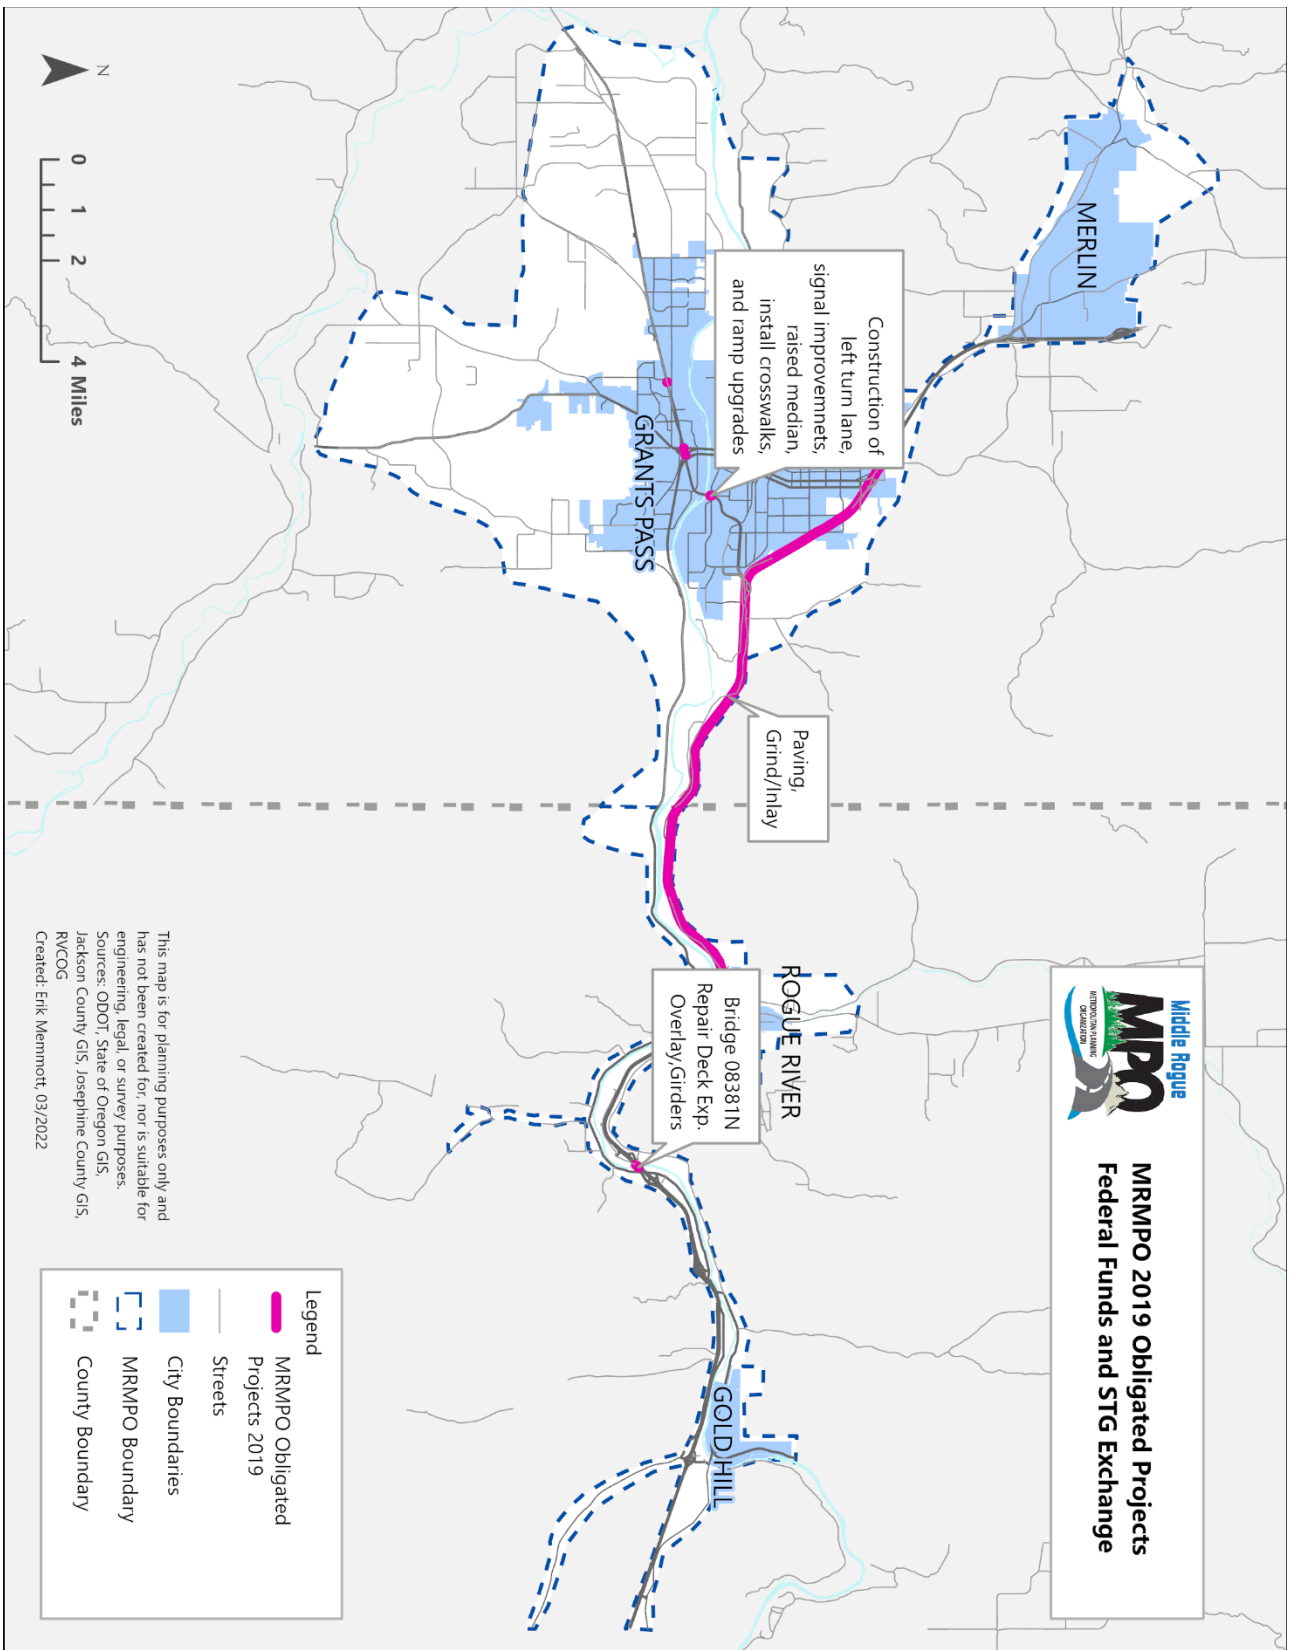 Middle Rogue
MPO
METROPOLITAN PLANNING
ORGANIZATION
MRMPO 2019 Obligated Projects
Federal Funds and STG Exchange
MERLIN
Construction of
left turn lane,
signal improvemnets,
raised median,
install crosswalks,
and ramp upgrades
GRANTS PASS
Paving,
Grind/Inlay
ROGUE RIVER
Bridge 08381N
Repair Deck Exp.
Overlay,Girders
GOLD HILL
Legend
MRMPO Obligated
Projects 2019
Streets
City Boundaries
MRMPO Boundary
County Boundary
This map is for planning purposes only and
has not been created for, nor is suitable for
engineering, legal, or survey purposes.
Sources: ODOT, State of Oregon GIS,
Jackson County GIS, Josephine County GIS,
RVCOG
Created: Erik Memmott, 03/2022
N
0 1 2 4 Miles